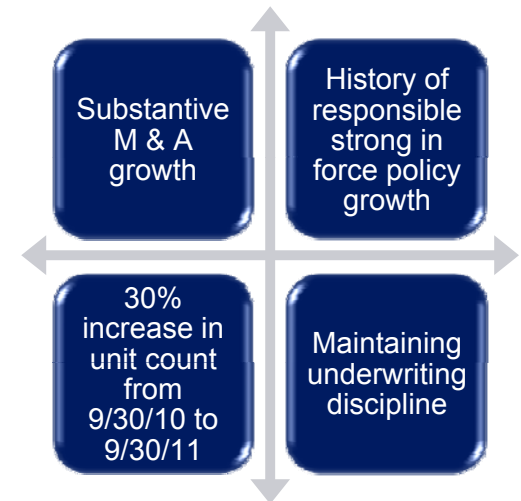 Substantive
M & A
growth
History of
responsible
strong in
force policy
growth
30%
increase in
unit count
from
9/30/10 to
9/30/11
Maintaining
underwriting
discipline